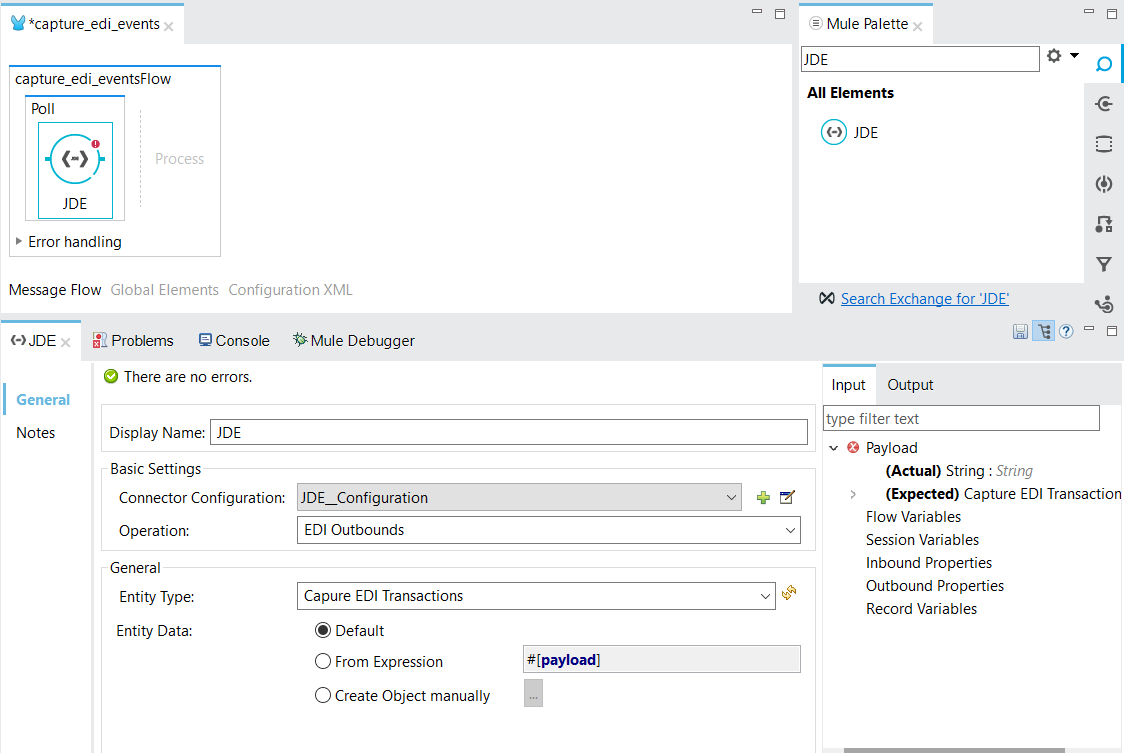 *capture_edi_events
Mule Palette
JDE
capture_edi_eventsFlow
All Elements
Poll
JDE
Process
JDE
Error handling
Message Flow Global Elements Configuration XML
Search Exchange for 'JDE'
JDE Problems Console Mule Debugger
There are no errors.
General
Notes
Display Name: JDE
Basic Settings
Connector Configuration: JDE__Configuration
Operation: EDI Outbounds
General
Entity Type: Capure EDI Transactions
Entity Data: Default
From Expression #[payload]
Create Object manually ...
Input Output
type filter text
Payload
(Actual) String : String
(Expected) Capture EDI Transaction
Flow Variables
Session Variables
Inbound Properties
Outbound Properties
Record Variables